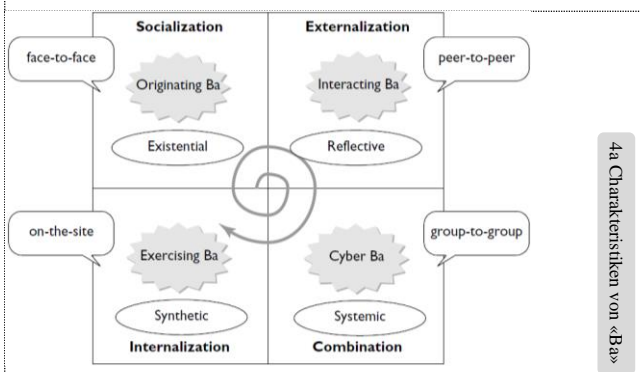 Socialization
Externalization
face-to-face
peer-to-peer
Originating Ba
Interacting Ba
Existential
Reflective
on-the-site
group-to-group
Exercising Ba
Cyber Ba
Synthetic
Systemic
Internalization
Combination
4a Charakteristiken von «Ba»